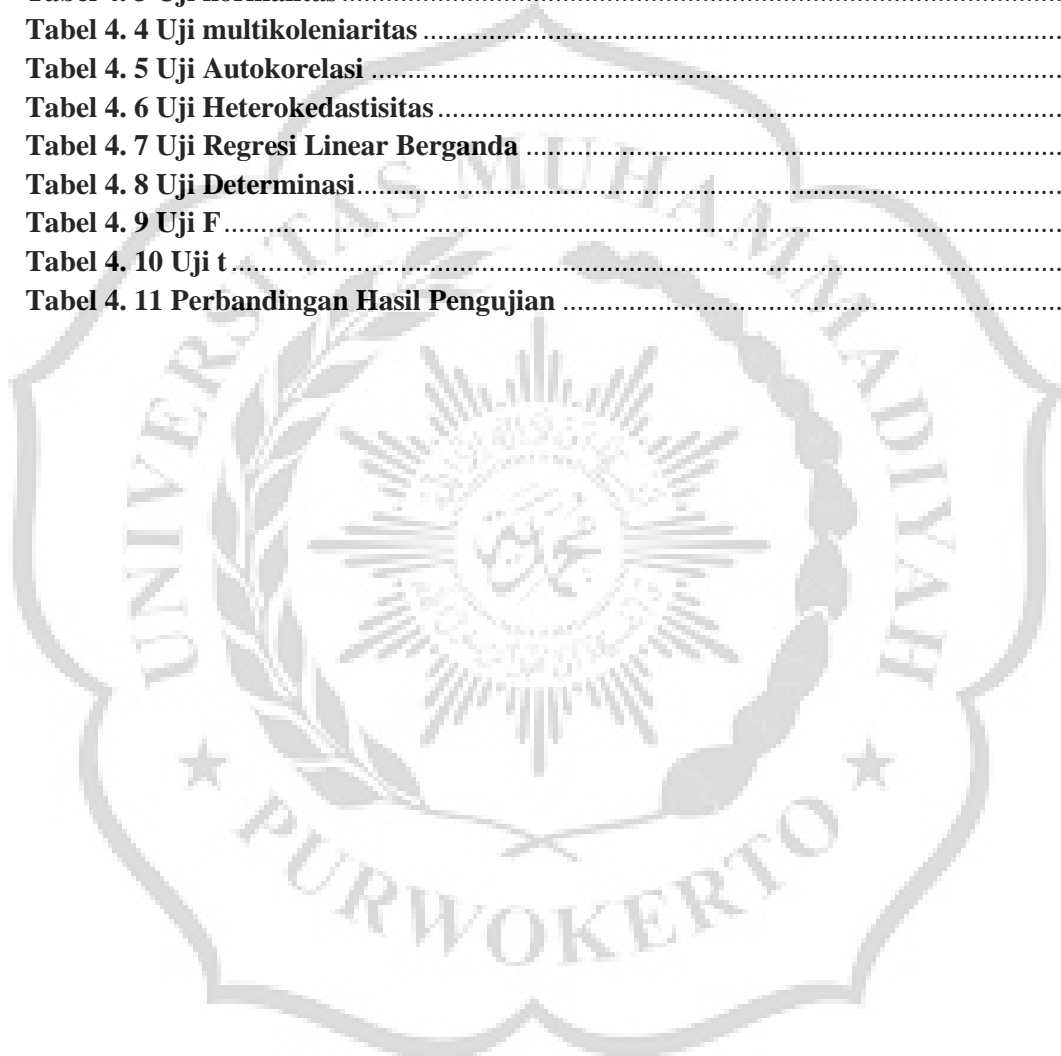 Tabel 4. 4 Uji multikoleniaritas
Tabel 4. 5 Uji Autokorelasi
Tabel 4. 6 Uji Heterokedastisitas
Tabel 4. 7 Uji Regresi Linear Berganda
Tabel 4. 8 Uji Determinasi
Tabel 4. 9 Uji F
Tabel 4. 10 Uji t
Tabel 4. 11 Perbandingan Hasil Pengujian
UNIVERSITAS MUHAMMADIYAH
PURWOKERTO